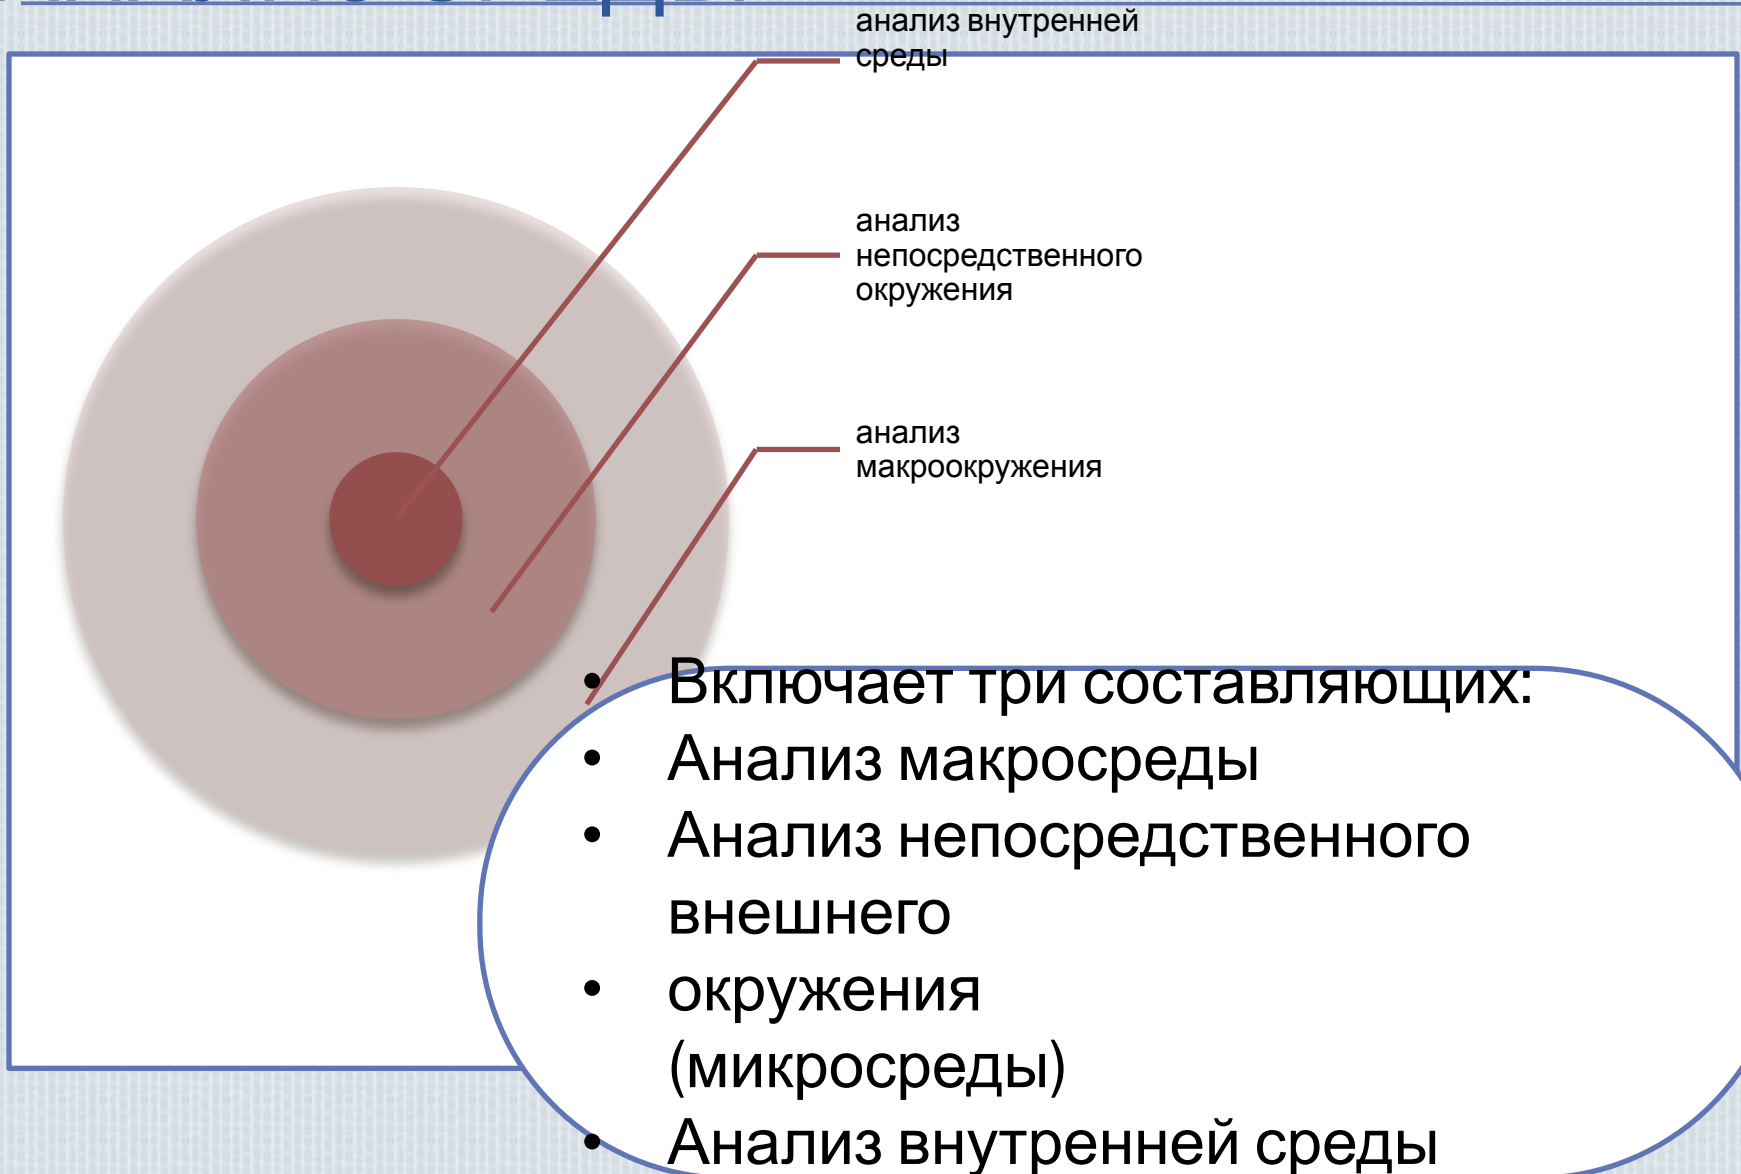 анализ внутренней
среды
анализ
непосредственного
окружения
анализ
макроокружения
• Включает три составляющих:
• Анализ макросреды
• Анализ непосредственного
внешнего
• окружения
(микросреды)
• Анализ внутренней среды